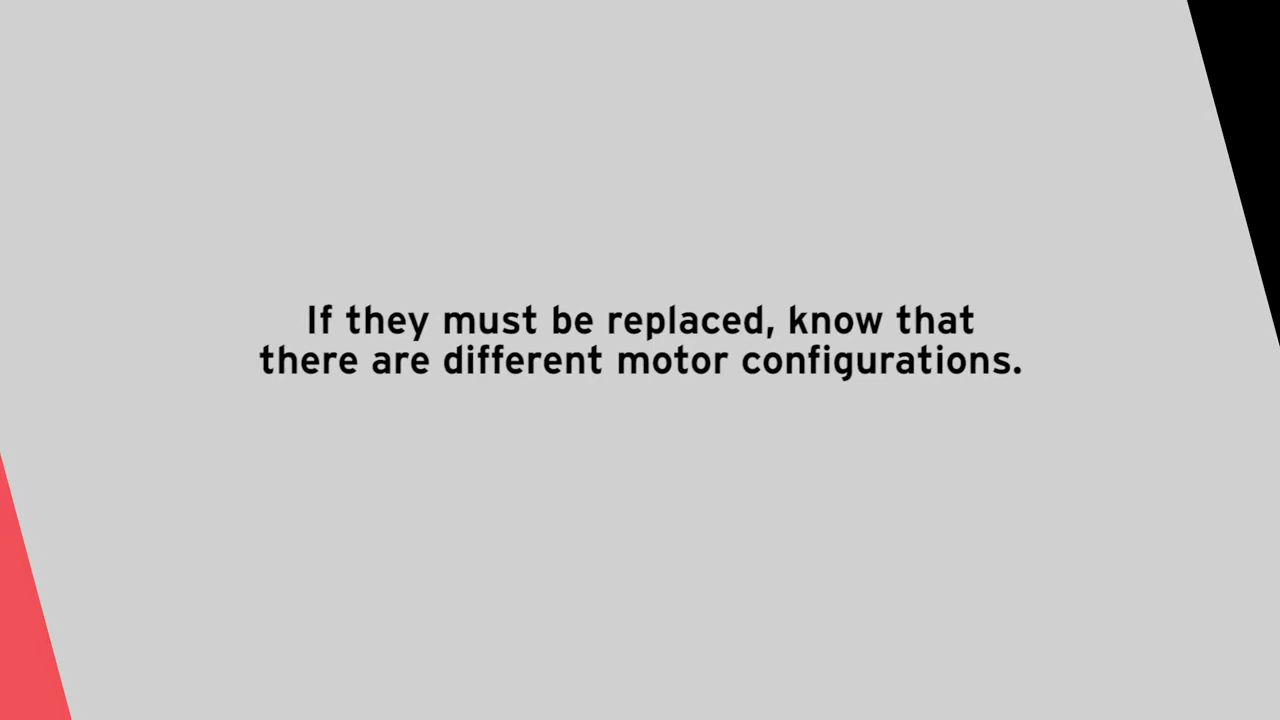 If they must be replaced, know that
there are different motor configurations.